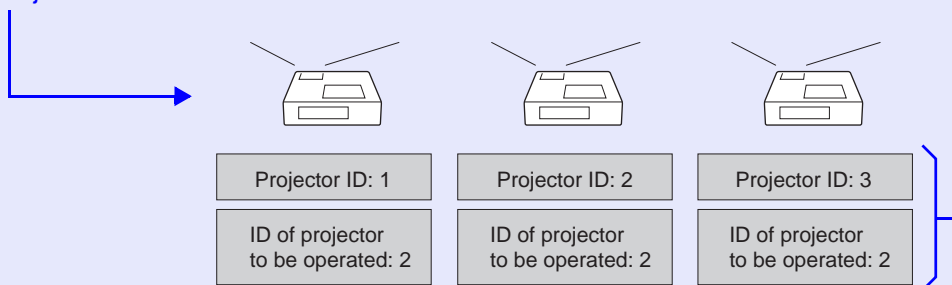 Projector ID: 1
Projector ID: 2
Projector ID: 3
ID of projector
to be operated: 2
ID of projector
to be operated: 2
ID of projector
to be operated: 2